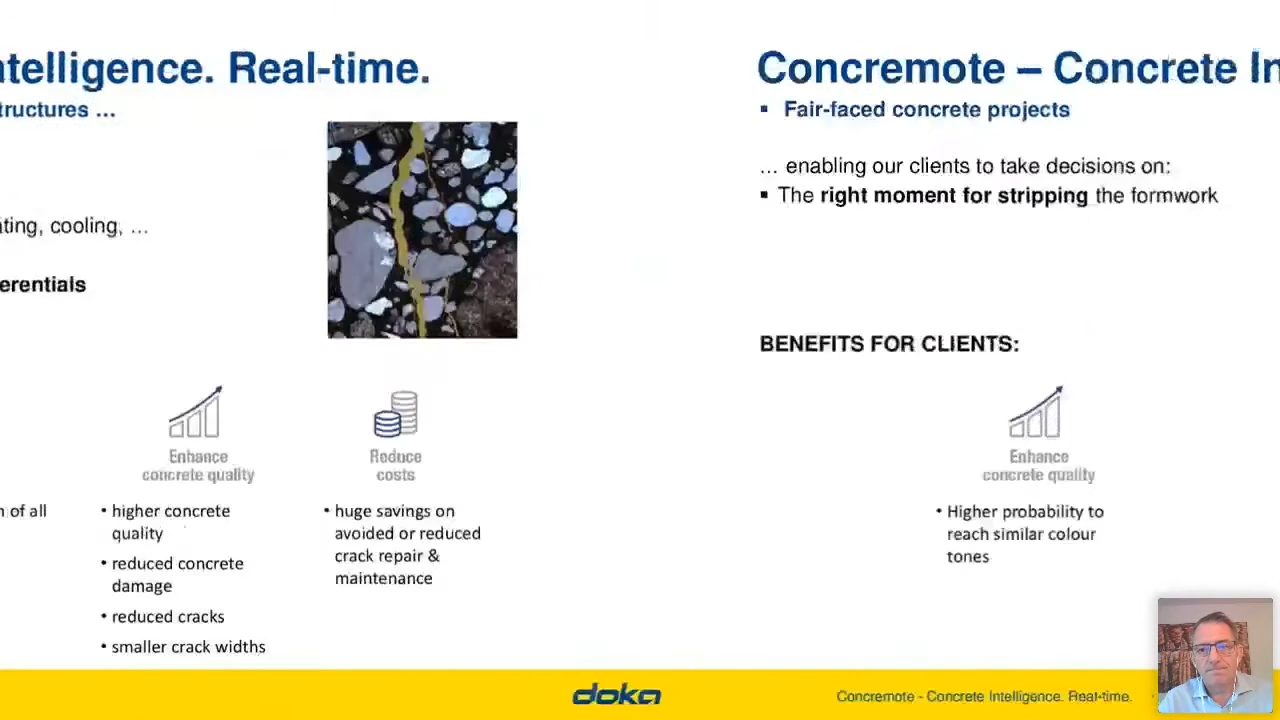 ntelligence. Real-time.
tructures ...
ting, cooling, ...
erentials
Enhance
concrete quality
Reduce
costs
n of all
• higher concrete
quality
• reduced concrete
damage
• reduced cracks
• smaller crack widths
• huge savings on
avoided or reduced
crack repair &
maintenance
Concremote – Concrete In
▪ Fair-faced concrete projects
... enabling our clients to take decisions on:
▪ The right moment for stripping the formwork
BENEFITS FOR CLIENTS:
Enhance
concrete quality
• Higher probability to
reach similar colour
tones
doka
Concremote - Concrete Intelligence. Real-time.